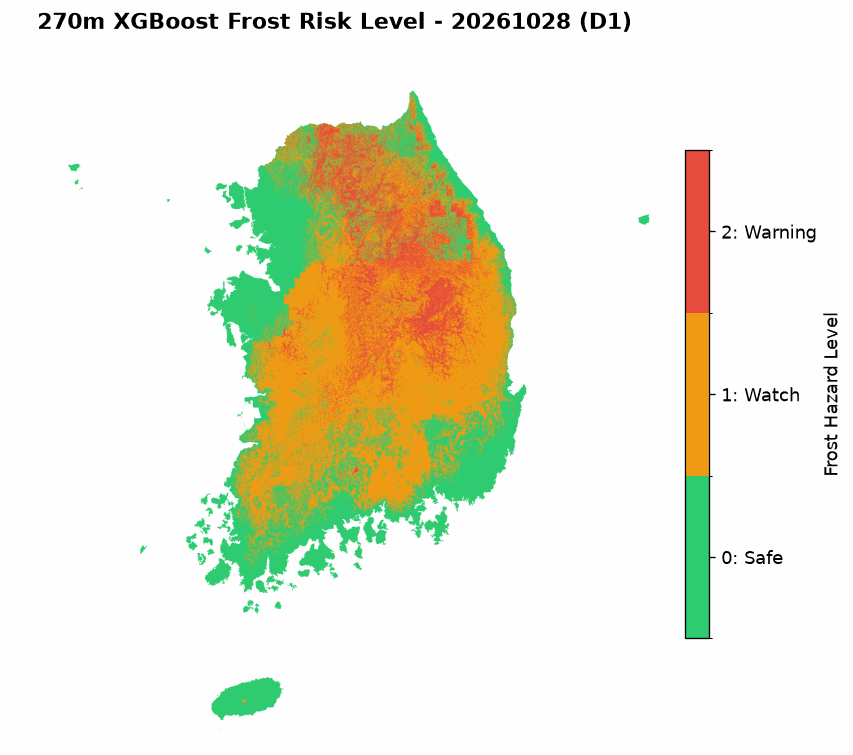 270m XGBoost Frost Risk Level - 20261028 (D1)
2: Warning
1: Watch
0: Safe
Frost Hazard Level